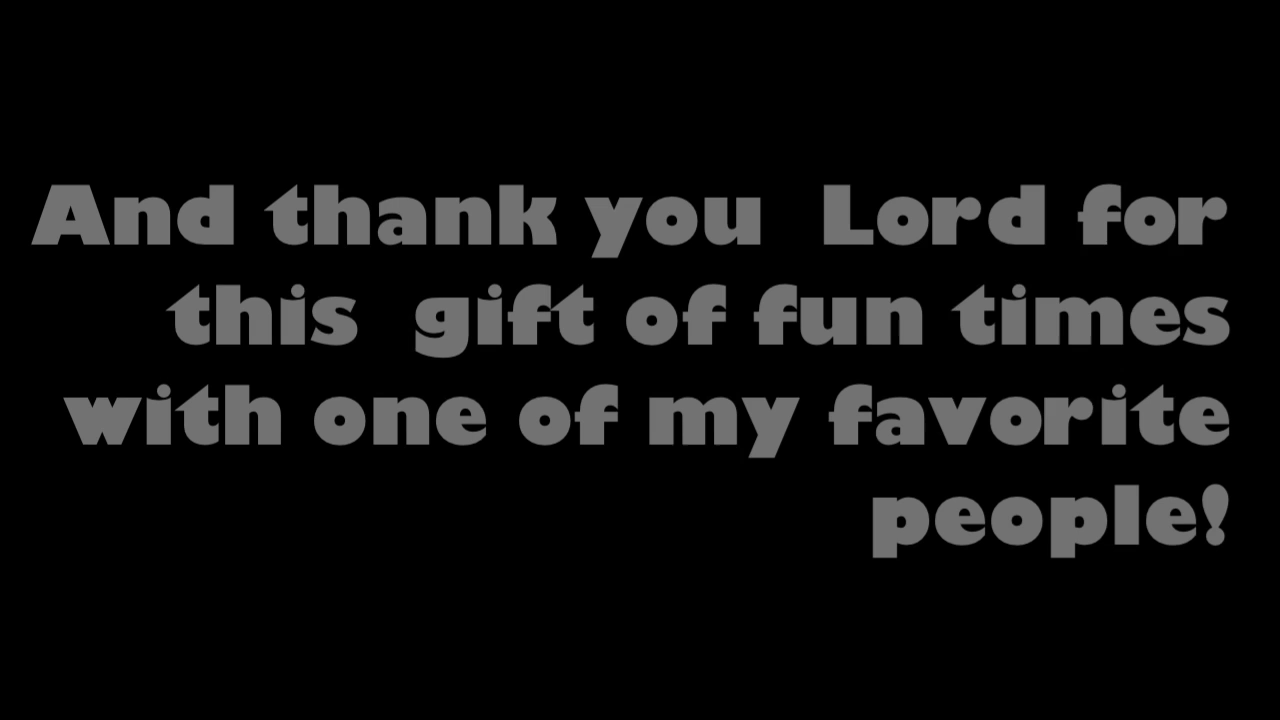 And thank you  Lord for
this  gift of fun times
with one of my favorite
people!